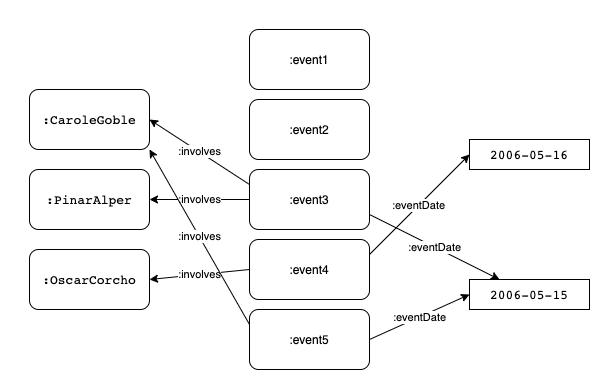 :event1
:CaroleGoble
:event2
:involves
2006-05-16
:PinarAlper
:involves
:event3
:eventDate
:involves
:eventDate
:OscarCorcho
:involves
:event4
2006-05-15
:event5
:eventDate